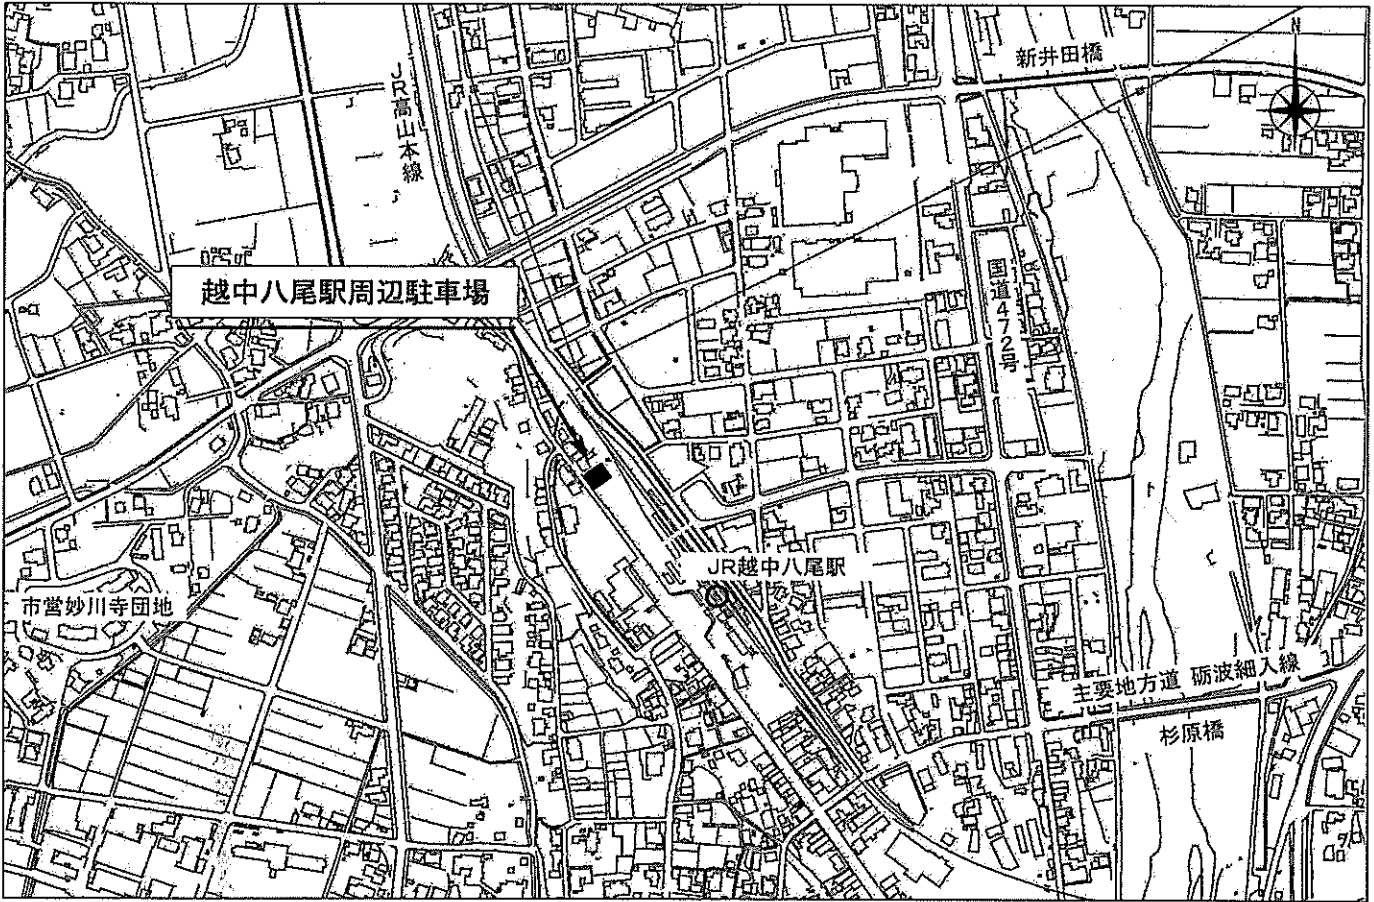 新井田橋
N
JR高山本線
越中八尾駅周辺駐車場
国道472号
JR越中八尾駅
市営妙川寺団地
主要地方道 砺波細入線
杉原橋